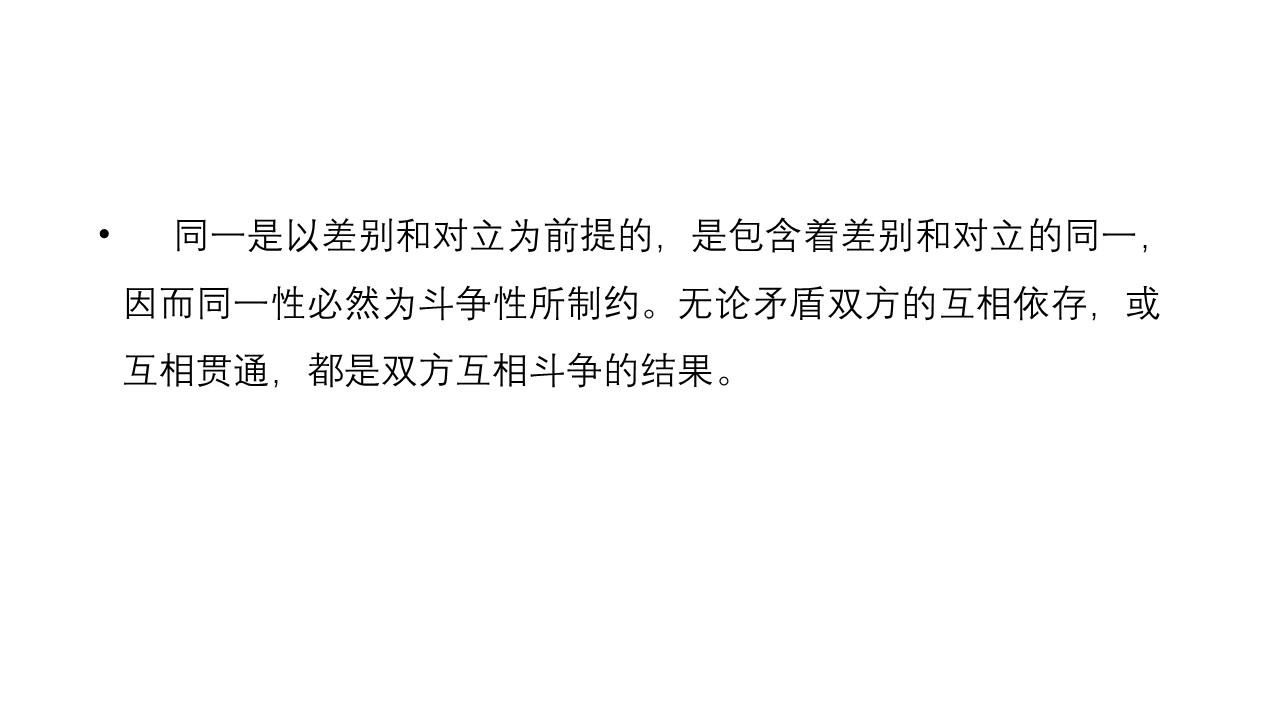 • 同一是以差别和对立为前提的，是包含着差别和对立的同一，
因而同一性必然为斗争性所制约。无论矛盾双方的互相依存，或
互相贯通，都是双方互相斗争的结果。